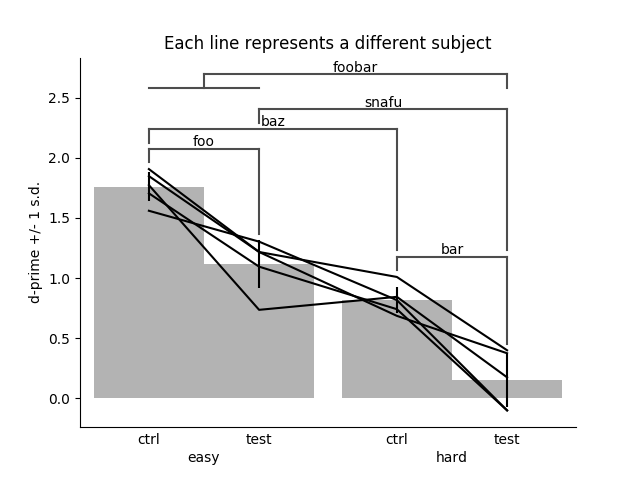 Each line represents a different subject
foobar
snafu
baz
foo
bar
d-prime +/- 1 s.d.
2.5
2.0
1.5
1.0
0.5
0.0
ctrl test ctrl test
easy hard